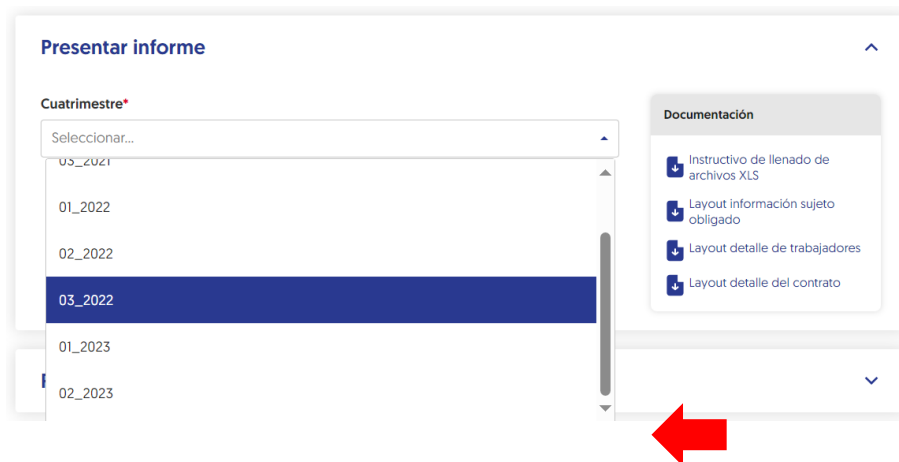 Presentar informe
Cuatrimestre*
Seleccionar...
03_2021
01_2022
02_2022
03_2022
01_2023
02_2023
Documentación
Instructivo de llenado de
archivos XLS
Layout información sujeto
obligado
Layout detalle de trabajadores
Layout detalle del contrato